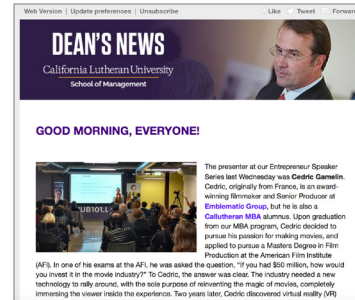 Web Version | Update preferences | Unsubscribe
Like Tweet Forward
DEAN'S NEWS
California Lutheran University
School of Management
GOOD MORNING, EVERYONE!
UB101.L
The presenter at our Entrepreneur Speaker
Series last Wednesday was Cedric Gamelin.
Cedric, originally from France, is an award-
winning filmmaker and Senior Producer at
Emblematic Group, but he is also a
Callutheran MBA alumnus. Upon graduation
from our MBA program, Cedric decided to
pursue his passion for making movies, and
applied to pursue a Masters Degree in Film
Production at the American Film Institute
(AFI). In one of his exams at the AFI, he was asked the question, "If you had $50 million, how would
you invest it in the movie industry?" To Cedric, the answer was clear. The industry needed a new
technology to rally around, with the sole purpose of reinventing the magic of movies, completely
immersing the viewer inside the experience. Two years later, Cedric discovered virtual reality (VR)